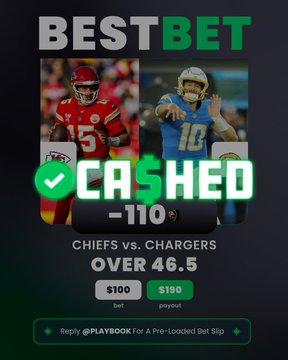 BESTBET
15
10
CA$HED
-110
CHIEFS vs. CHARGERS
OVER 46.5
$100 $190
bet payout
Reply @PLAYBOOK For A Pre-Loaded Bet Slip